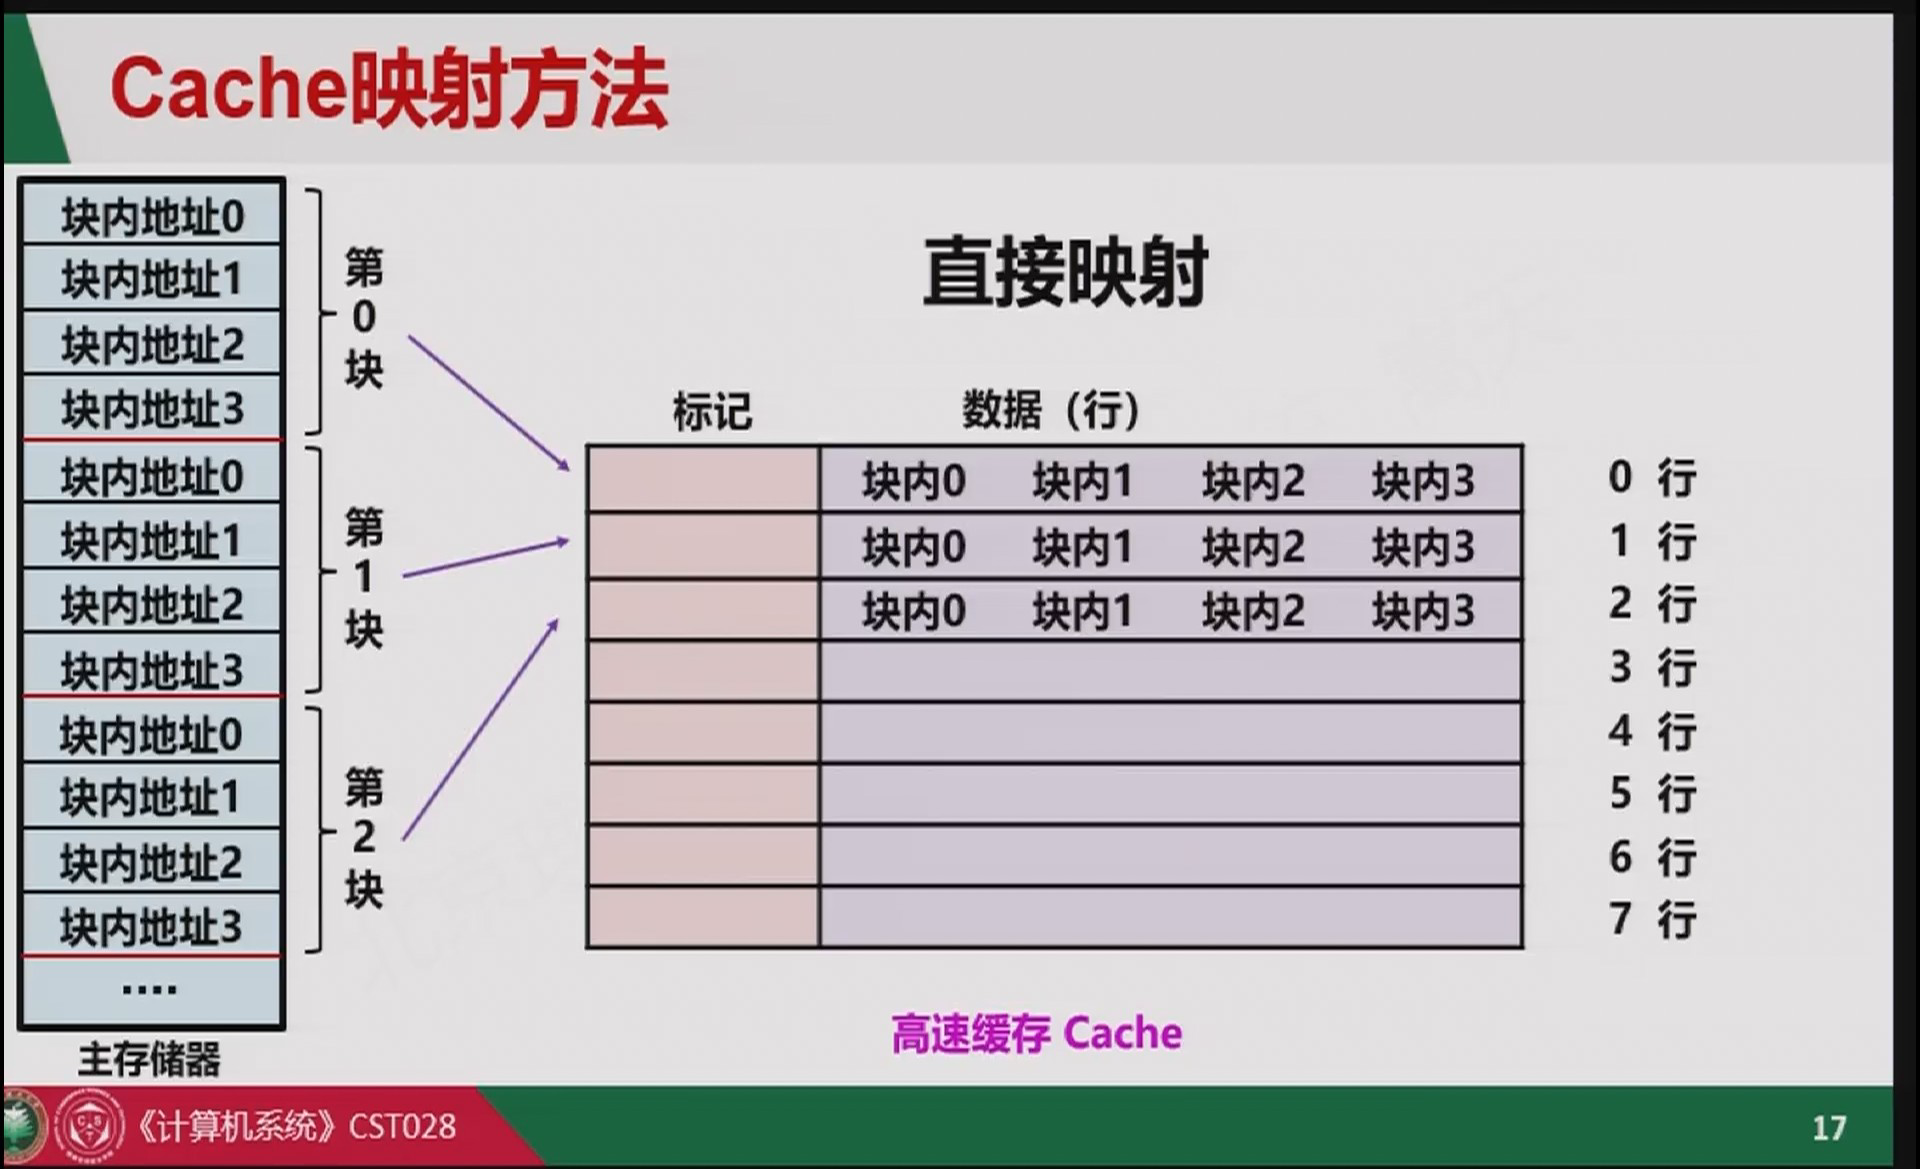 Cache映射方法
块内地址0
块内地址1
块内地址2
块内地址3
块内地址0
块内地址1
块内地址2
块内地址3
块内地址0
块内地址1
块内地址2
块内地址3
....
主存储器
第
0
块
第
1
块
第
2
块
直接映射
标记 数据（行）
块内0 块内1 块内2 块内3 0 行
块内0 块内1 块内2 块内3 1 行
块内0 块内1 块内2 块内3 2 行
3 行
4 行
5 行
6 行
7 行
高速缓存 Cache
《计算机系统》CST028
17